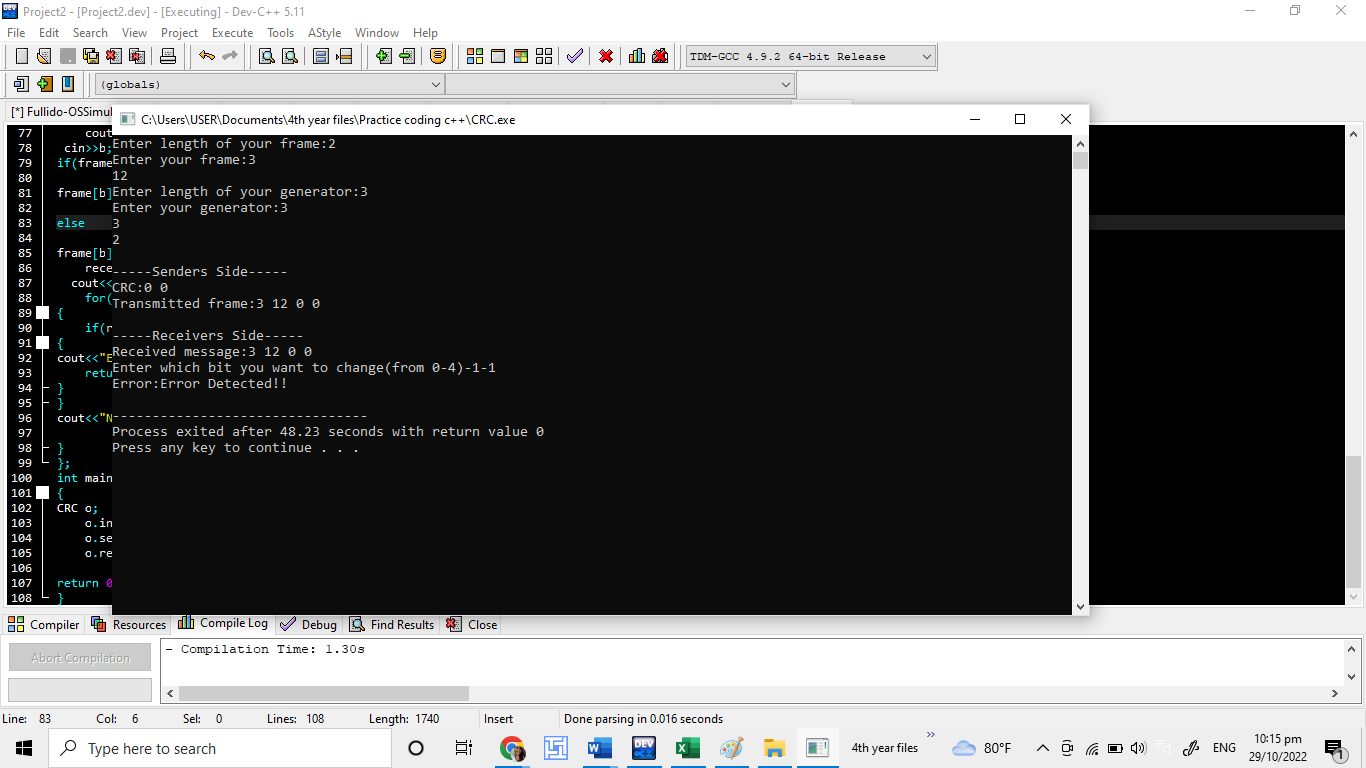 Project2 - [Project2.dev] - [Executing] - Dev-C++ 5.11
File Edit Search View Project Execute Tools AStyle Window Help
TDM-GCC 4.9.2 64-bit Release
(globals)
[*] Fullido-OSSimul
C:\Users\USER\Documents\4th year files\Practice coding c++\CRC.exe
77 cout
78 cin>>b;
79 if(frame
80
81 frame[b]
82
83 else
84
85 frame[b]
86 rece
87 cout<<
88 for(
89 {
90 if(r
91 {
92 cout<<"E
93 retu
94 }
95 }
96 cout<<"N
97
98 }
99 };
100 int main
101 {
102 CRC o;
103 o.in
104 o.se
105 o.re
106
107 return 0
108 }
Enter length of your frame:2
Enter your frame:3
12
Enter length of your generator:3
Enter your generator:3
3
2
-----Senders Side-----
CRC:0 0
Transmitted frame:3 12 0 0
-----Receivers Side-----
Received message:3 12 0 0
Enter which bit you want to change(from 0-4)-1-1
Error:Error Detected!!
--------------------------------
Process exited after 48.23 seconds with return value 0
Press any key to continue . . .
Compiler Resources Compile Log Debug Find Results Close
Abort Compilation
- Compilation Time: 1.30s
Line: 83 Col: 6 Sel: 0 Lines: 108 Length: 1740 Insert Done parsing in 0.016 seconds
Type here to search
DEV
4th year files
80°F
ENG
10:15 pm
29/10/2022
1